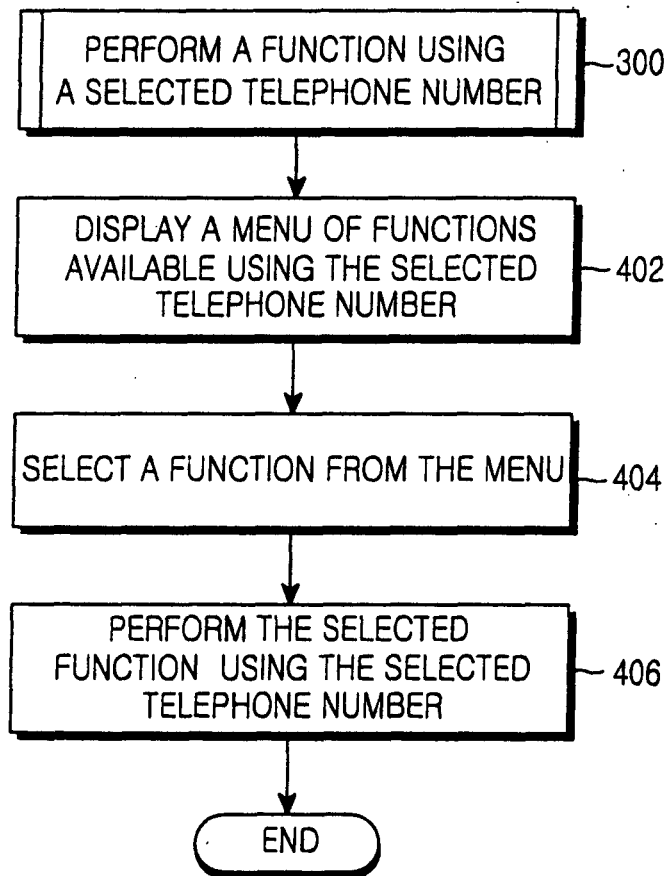 PERFORM A FUNCTION USING
A SELECTED TELEPHONE NUMBER
300
DISPLAY A MENU OF FUNCTIONS
AVAILABLE USING THE SELECTED
TELEPHONE NUMBER
402
SELECT A FUNCTION FROM THE MENU
404
PERFORM THE SELECTED
FUNCTION USING THE SELECTED
TELEPHONE NUMBER
406
END